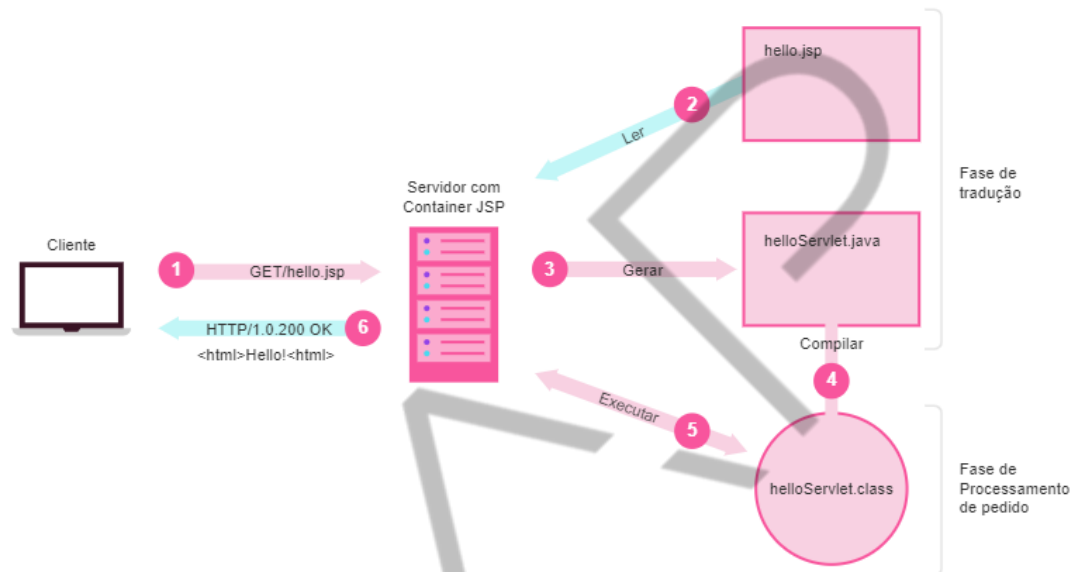 hello.jsp
2
Ler
Fase de
tradução
Servidor com
Container JSP
helloServlet.java
Cliente
1
GET/hello.jsp
3
Gerar
6
HTTP/1.0.200 OK
<html>Hello!<html>
Compilar
4
Executar
5
helloServlet.class
Fase de
Processamento
de pedido